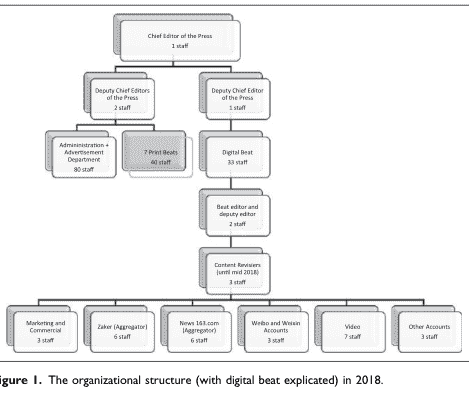 Chief Editor of the Press
1 staff
Deputy Chief Editors
of the Press
2 staff
Deputy Chief Editor
of the Press
1 staff
Admininistration +
Advertisement
Department
80 staff
7 Print Beats
40 staff
Digital Beat
33 staff
Beat editor and
deputy editor
2 staff
Content Revisiers
(until mid 2018)
3 staff
Marketing and
Commercial
3 staff
Zaker (Aggregator)
6 staff
News 163.com
(Aggregator)
6 staff
Weibo and Weixin
Accounts
3 staff
Video
7 staff
Other Accounts
3 staff
igure 1. The organizational structure (with digital beat explicated) in 2018.